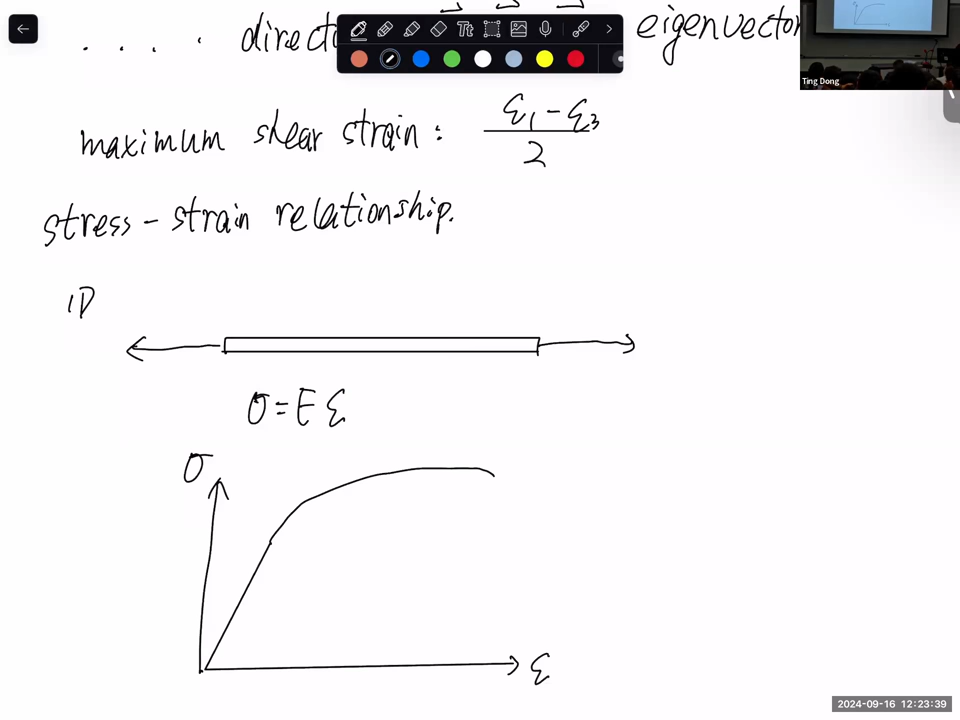 .... direct eigenvector
Tt
Ting Dong
maximum shear strain: (ε₁ - ε₃)/2
stress - strain relationship.
1D
σ = E ε
σ
ε
2024-09-16 12:23:39